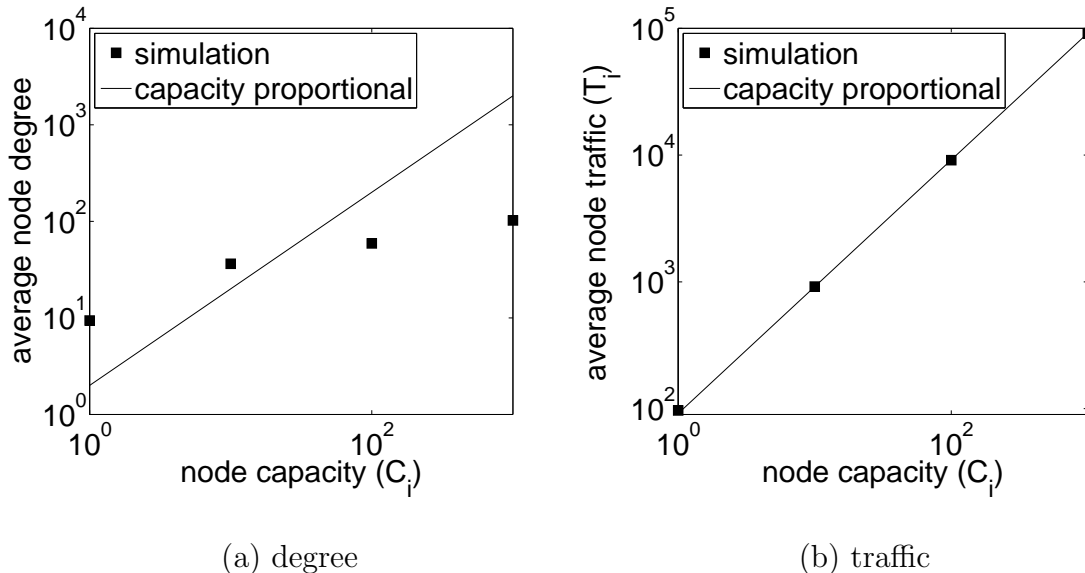 10^4
10^3
10^2
10^1
10^0
average node degree
simulation
capacity proportional
10^0
10^2
node capacity (C_i)
(a) degree
10^5
10^4
10^3
10^2
average node traffic (T_i)
simulation
capacity proportional
10^0
10^2
node capacity (C_i)
(b) traffic